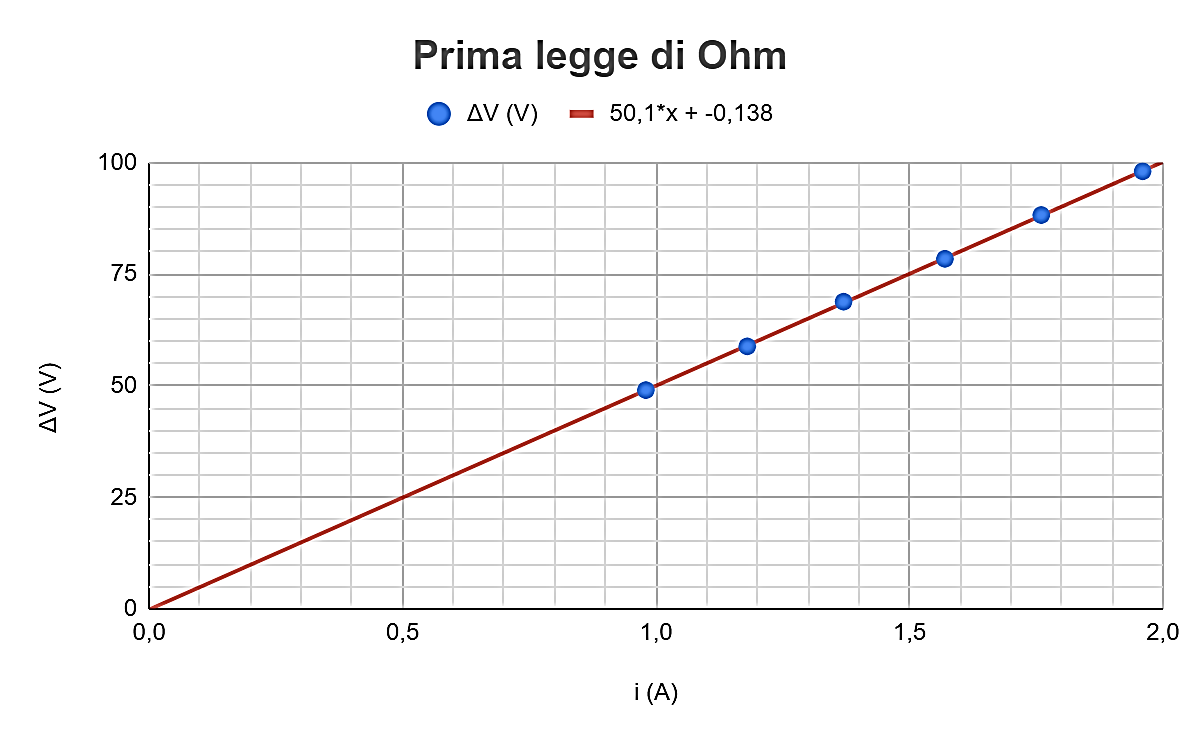 Prima legge di Ohm
ΔV (V) 50,1*x + -0,138
100
75
50
25
0
ΔV (V)
0,0 0,5 1,0 1,5 2,0
i (A)